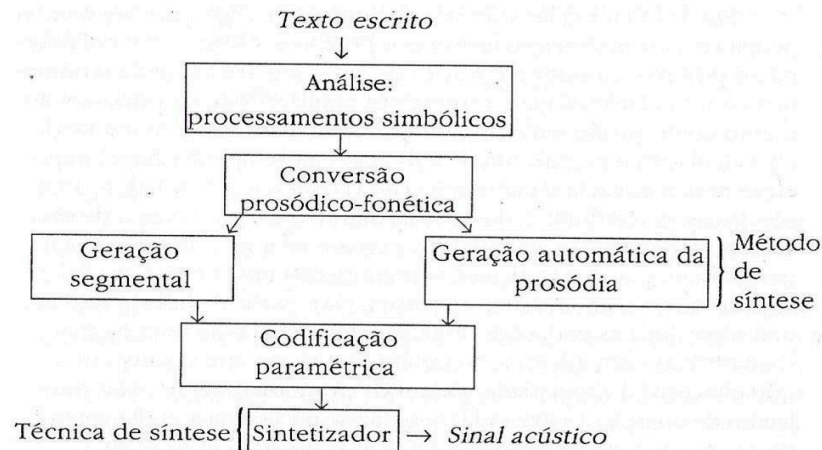 Texto escrito
Análise:
processamentos simbólicos
Conversão
prosódico-fonética
Geração
segmental
Geração automática da
prosódia
Método
de
síntese
Codificação
paramétrica
Técnica de síntese
Sintetizador
Sinal acústico